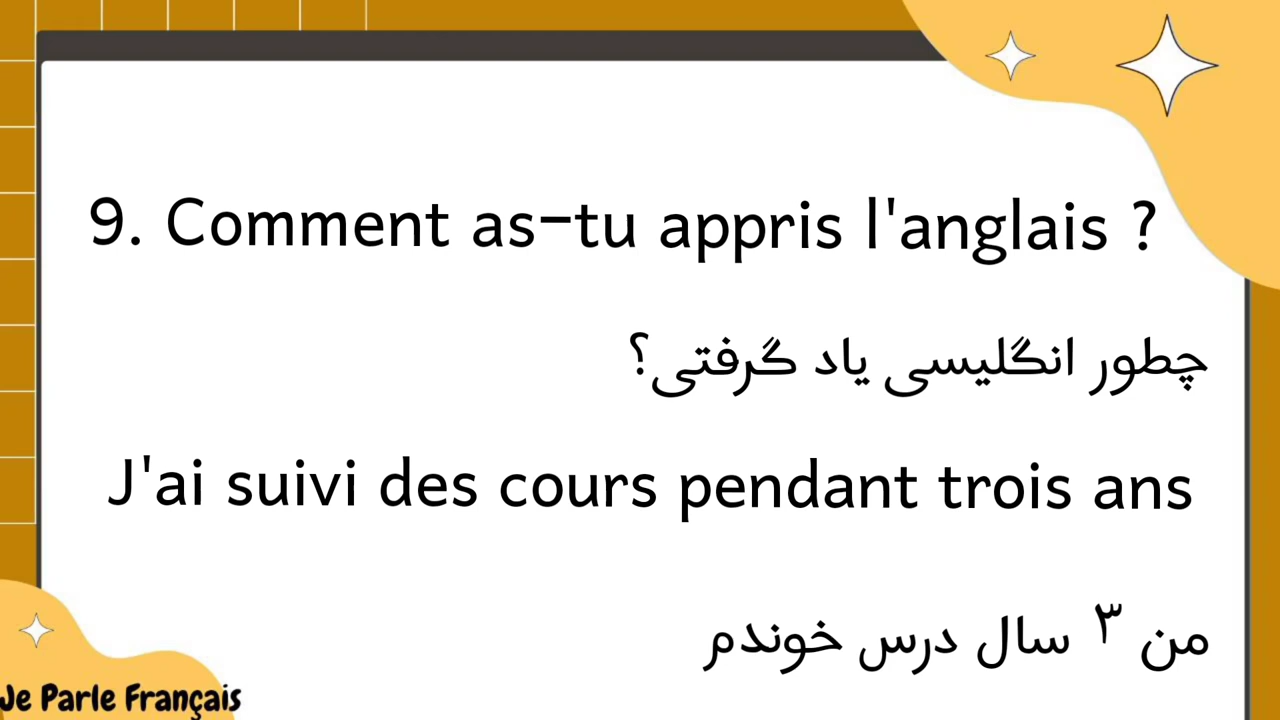 9. Comment as-tu appris l'anglais ?
چطور انگلیسی یاد گرفتی؟
J'ai suivi des cours pendant trois ans
من ۳ سال درس خوندم
Je Parle Français